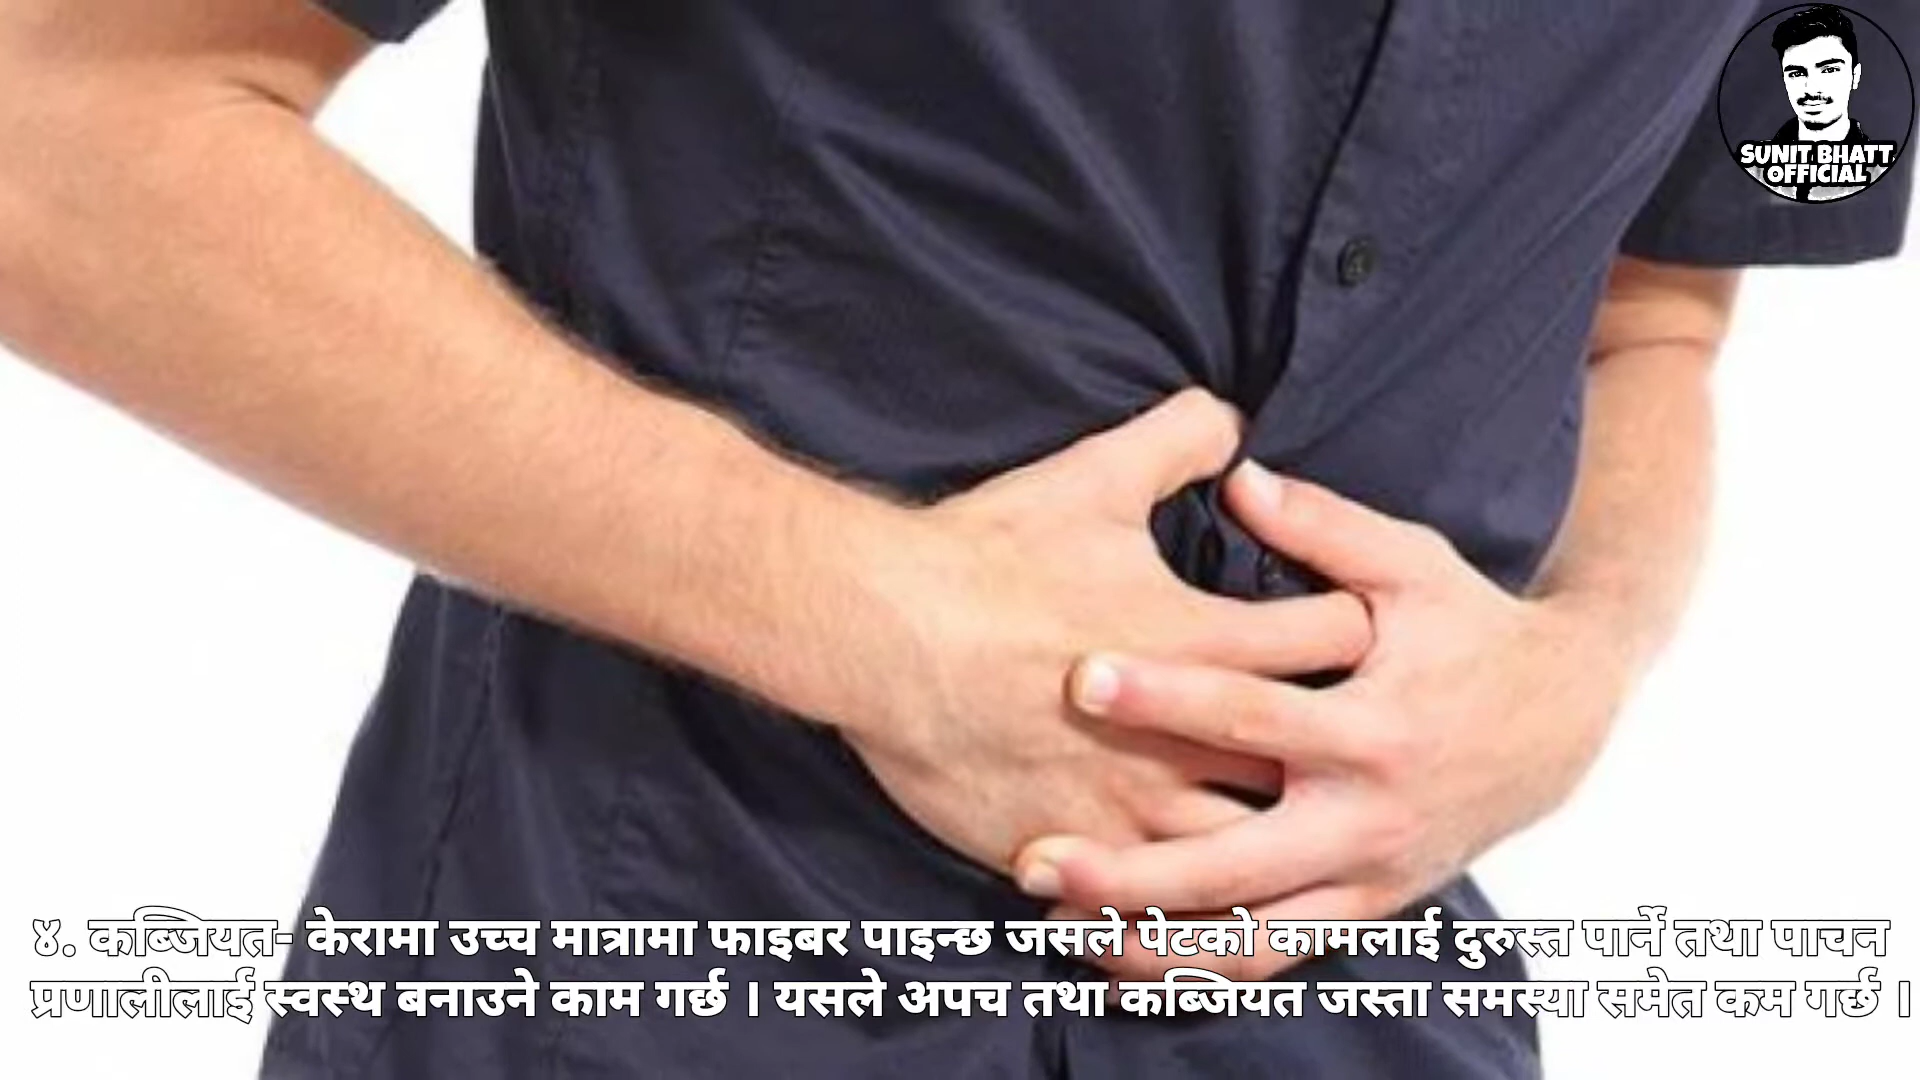 SUNIT BHATT
OFFICIAL
४. कब्जियत- केरामा उच्च मात्रामा फाइबर पाइन्छ जसले पेटको कामलाई दुरुस्त पार्ने तथा पाचन
प्रणालीलाई स्वस्थ बनाउने काम गर्छ । यसले अपच तथा कब्जियत जस्ता समस्या समेत कम गर्छ ।